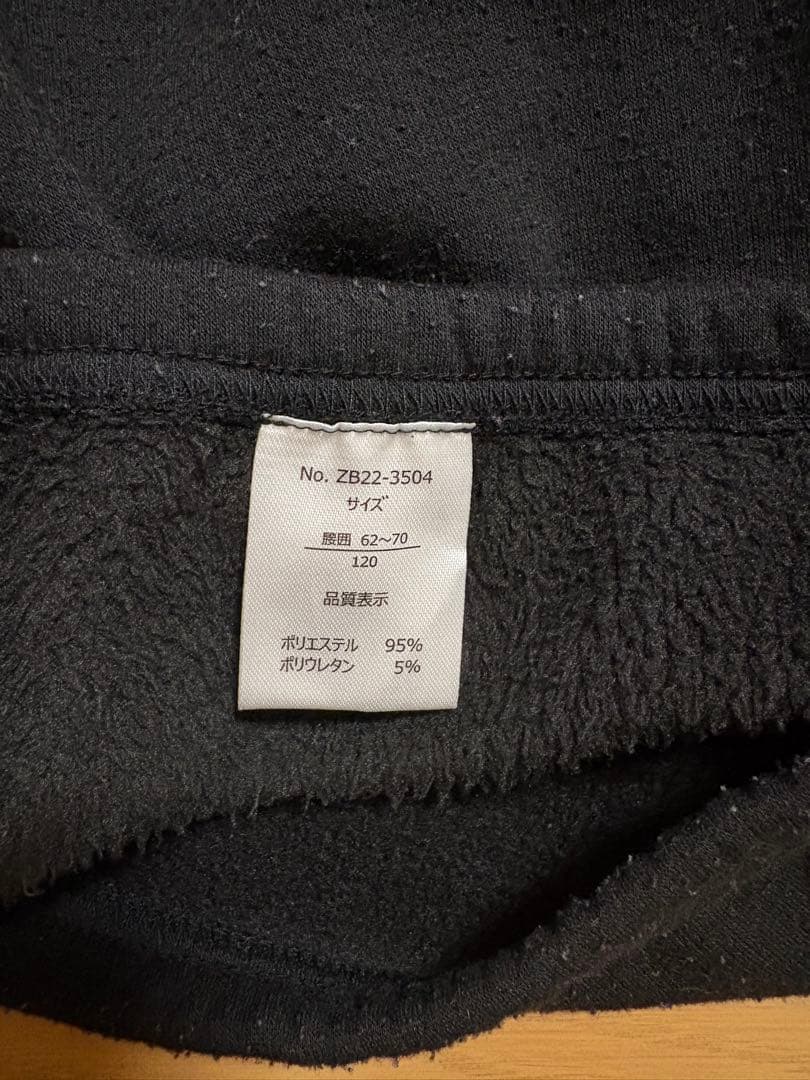 No. ZB22-3504
サイズ
腰囲 62～70
120
品質表示
ポリエステル 95%
ポリウレタン 5%